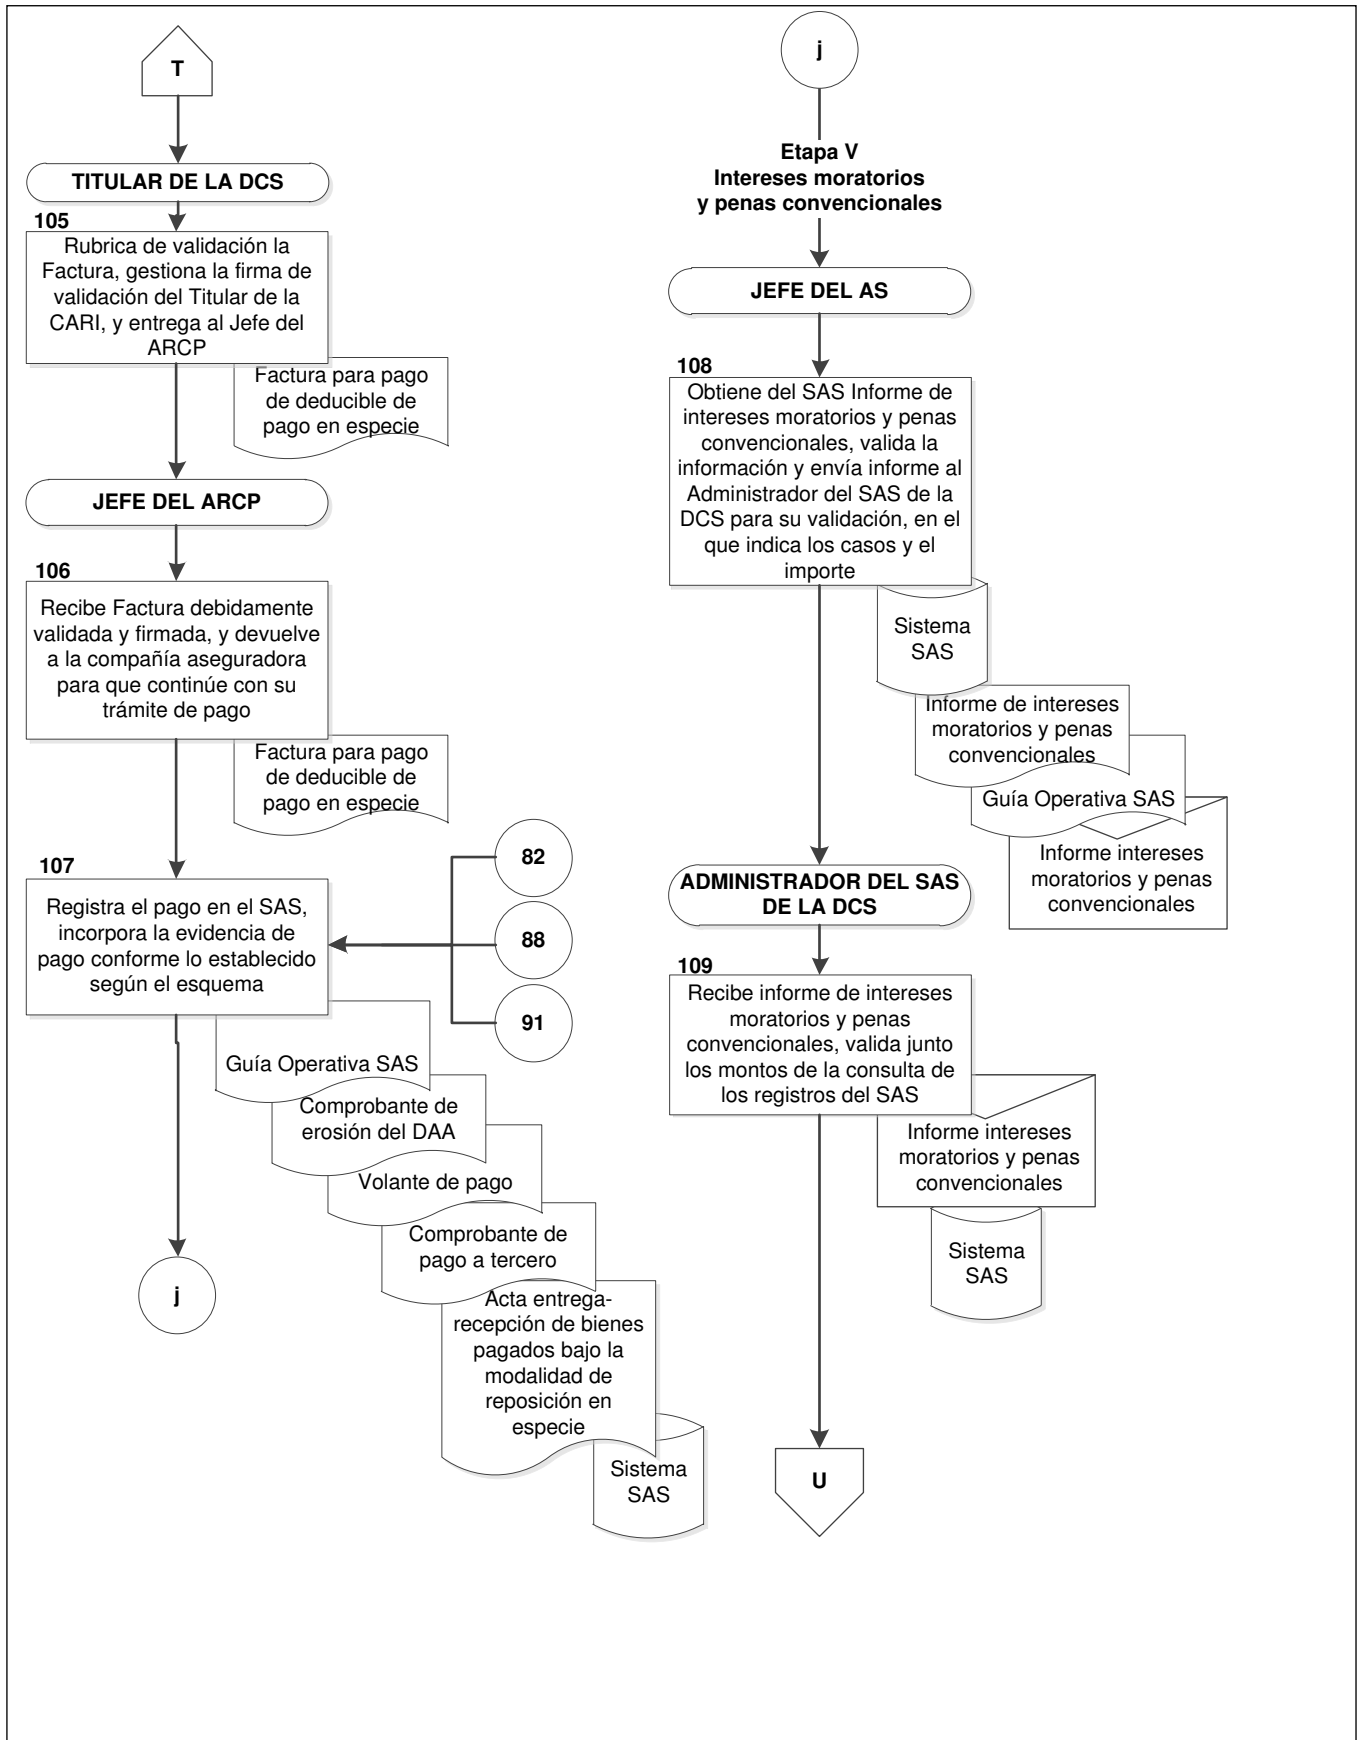 T
TITULAR DE LA DCS
105
Rubrica de validación la
Factura, gestiona la firma de
validación del Titular de la
CARI, y entrega al Jefe del
ARCP
Factura para pago
de deducible de
pago en especie
JEFE DEL ARCP
106
Recibe Factura debidamente
validada y firmada, y devuelve
a la compañía aseguradora
para que continúe con su
trámite de pago
Factura para pago
de deducible de
pago en especie
107
Registra el pago en el SAS,
incorpora la evidencia de
pago conforme lo establecido
según el esquema
82
88
91
Guía Operativa SAS
Comprobante de
erosión del DAA
Volante de pago
Comprobante de
pago a tercero
Acta entrega-
recepción de bienes
pagados bajo la
modalidad de
reposición en
especie
Sistema
SAS
j
j
Etapa V
Intereses moratorios
y penas convencionales
JEFE DEL AS
108
Obtiene del SAS Informe de
intereses moratorios y penas
convencionales, valida la
información y envía informe al
Administrador del SAS de la
DCS para su validación, en el
que indica los casos y el
importe
Sistema
SAS
Informe de intereses
moratorios y penas
convencionales
Guía Operativa SAS
Informe intereses
moratorios y penas
convencionales
ADMINISTRADOR DEL SAS
DE LA DCS
109
Recibe informe de intereses
moratorios y penas
convencionales, valida junto
los montos de la consulta de
los registros del SAS
Informe intereses
moratorios y penas
convencionales
Sistema
SAS
U